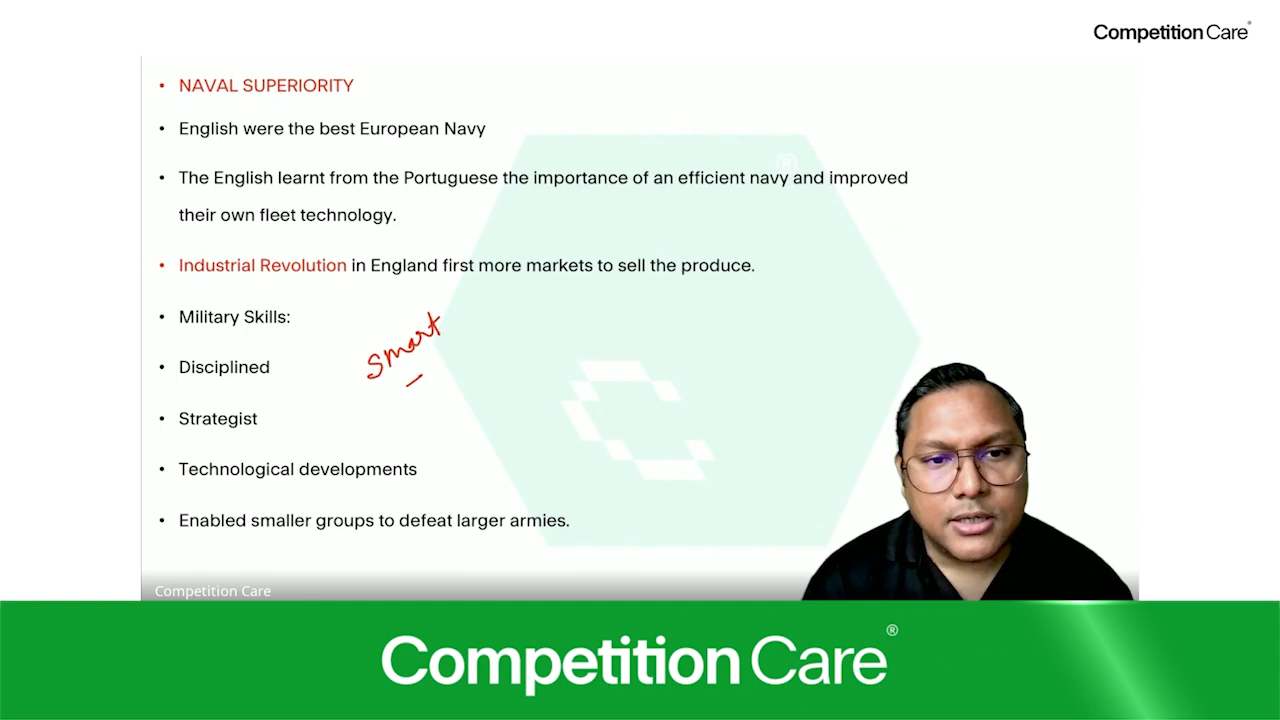 Competition Care
• NAVAL SUPERIORITY
• English were the best European Navy
• The English learnt from the Portuguese the importance of an efficient navy and improved
their own fleet technology.
• Industrial Revolution in England first more markets to sell the produce.
• Military Skills:
smart
• Disciplined
• Strategist
• Technological developments
• Enabled smaller groups to defeat larger armies.
Competition Care
Competition Care®